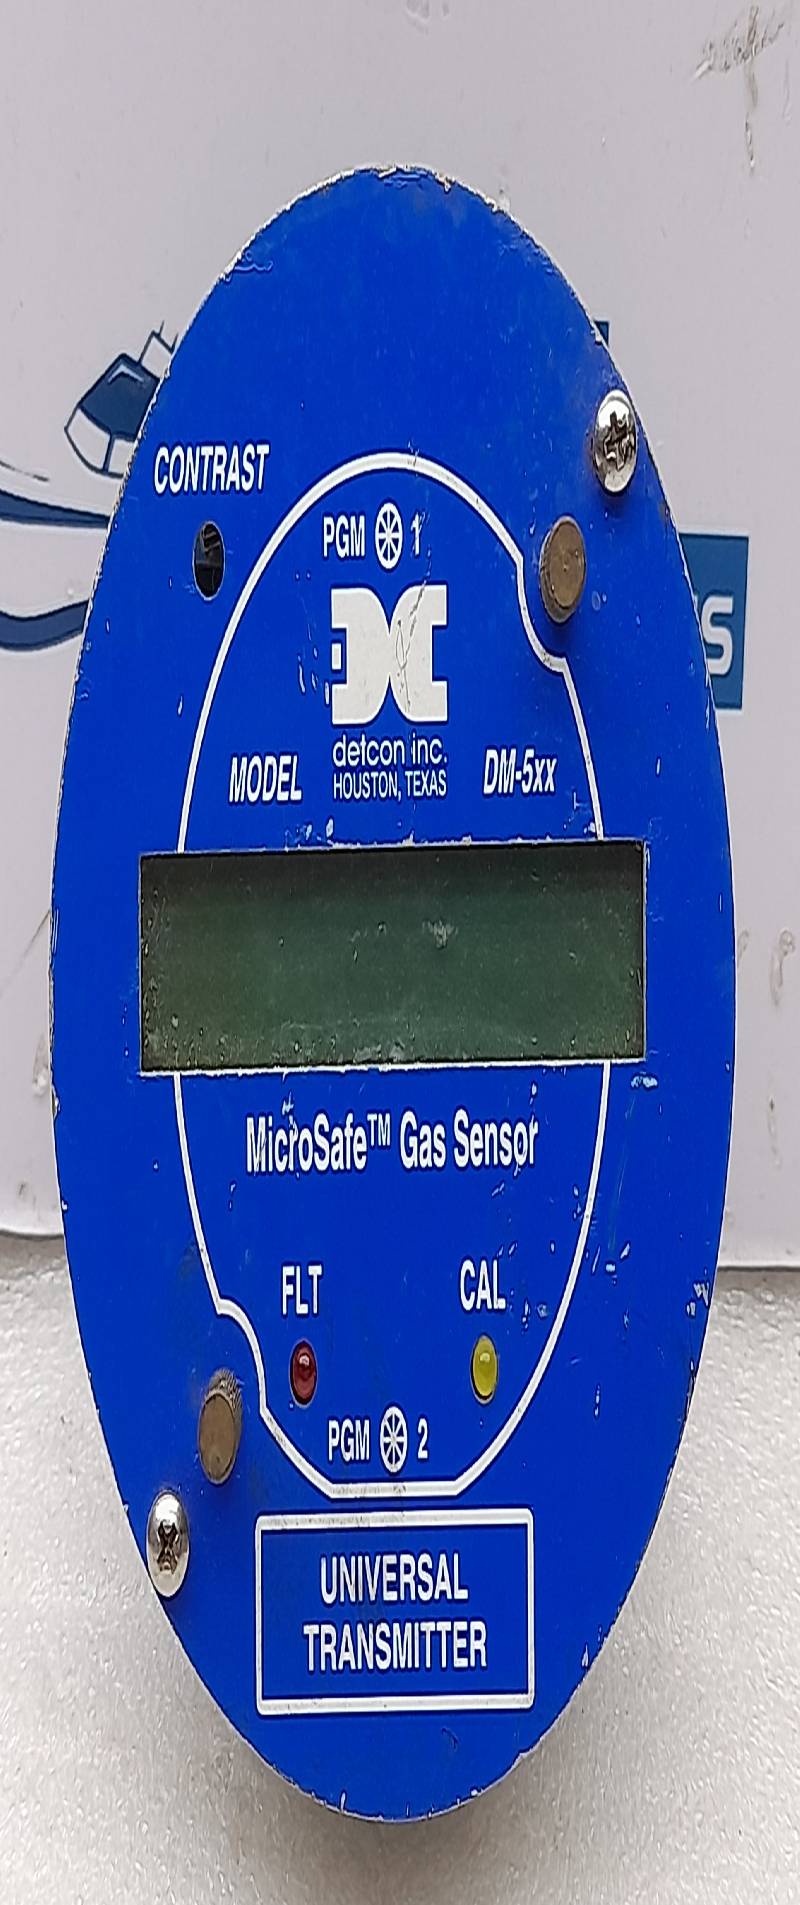 CONTRAST
PGM 1
detcon inc.
MODEL HOUSTON, TEXAS DM-5xx
MicroSafe™ Gas Sensor
FLT CAL
PGM 2
UNIVERSAL
TRANSMITTER